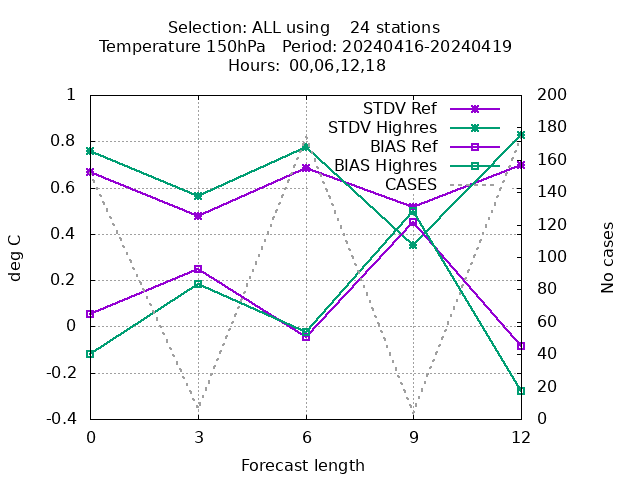 Selection: ALL using    24 stations
Temperature 150hPa   Period: 20240416-20240419
Hours:  00,06,12,18
STDV Ref
STDV Highres
BIAS Ref
BIAS Highres
CASES
1
0.8
0.6
0.4
0.2
0
-0.2
-0.4
200
180
160
140
120
100
80
60
40
20
0
0 3 6 9 12
deg C
No cases
Forecast length